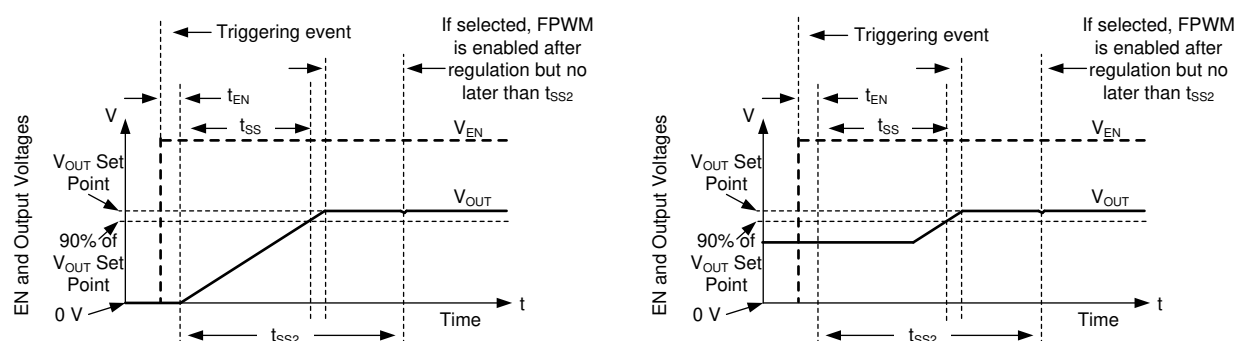 Triggering event
If selected, FPWM
is enabled after
regulation but no
later than tSS2
tEN
V
tSS
VEN
VOUT Set
Point
VOUT
90% of
VOUT Set
Point
0 V
t
Time
tSS2
EN and Output Voltages
Triggering event
If selected, FPWM
is enabled after
regulation but no
later than tSS2
tEN
V
tSS
VEN
VOUT Set
Point
VOUT
90% of
VOUT Set
Point
0 V
t
Time
tSS2
EN and Output Voltages